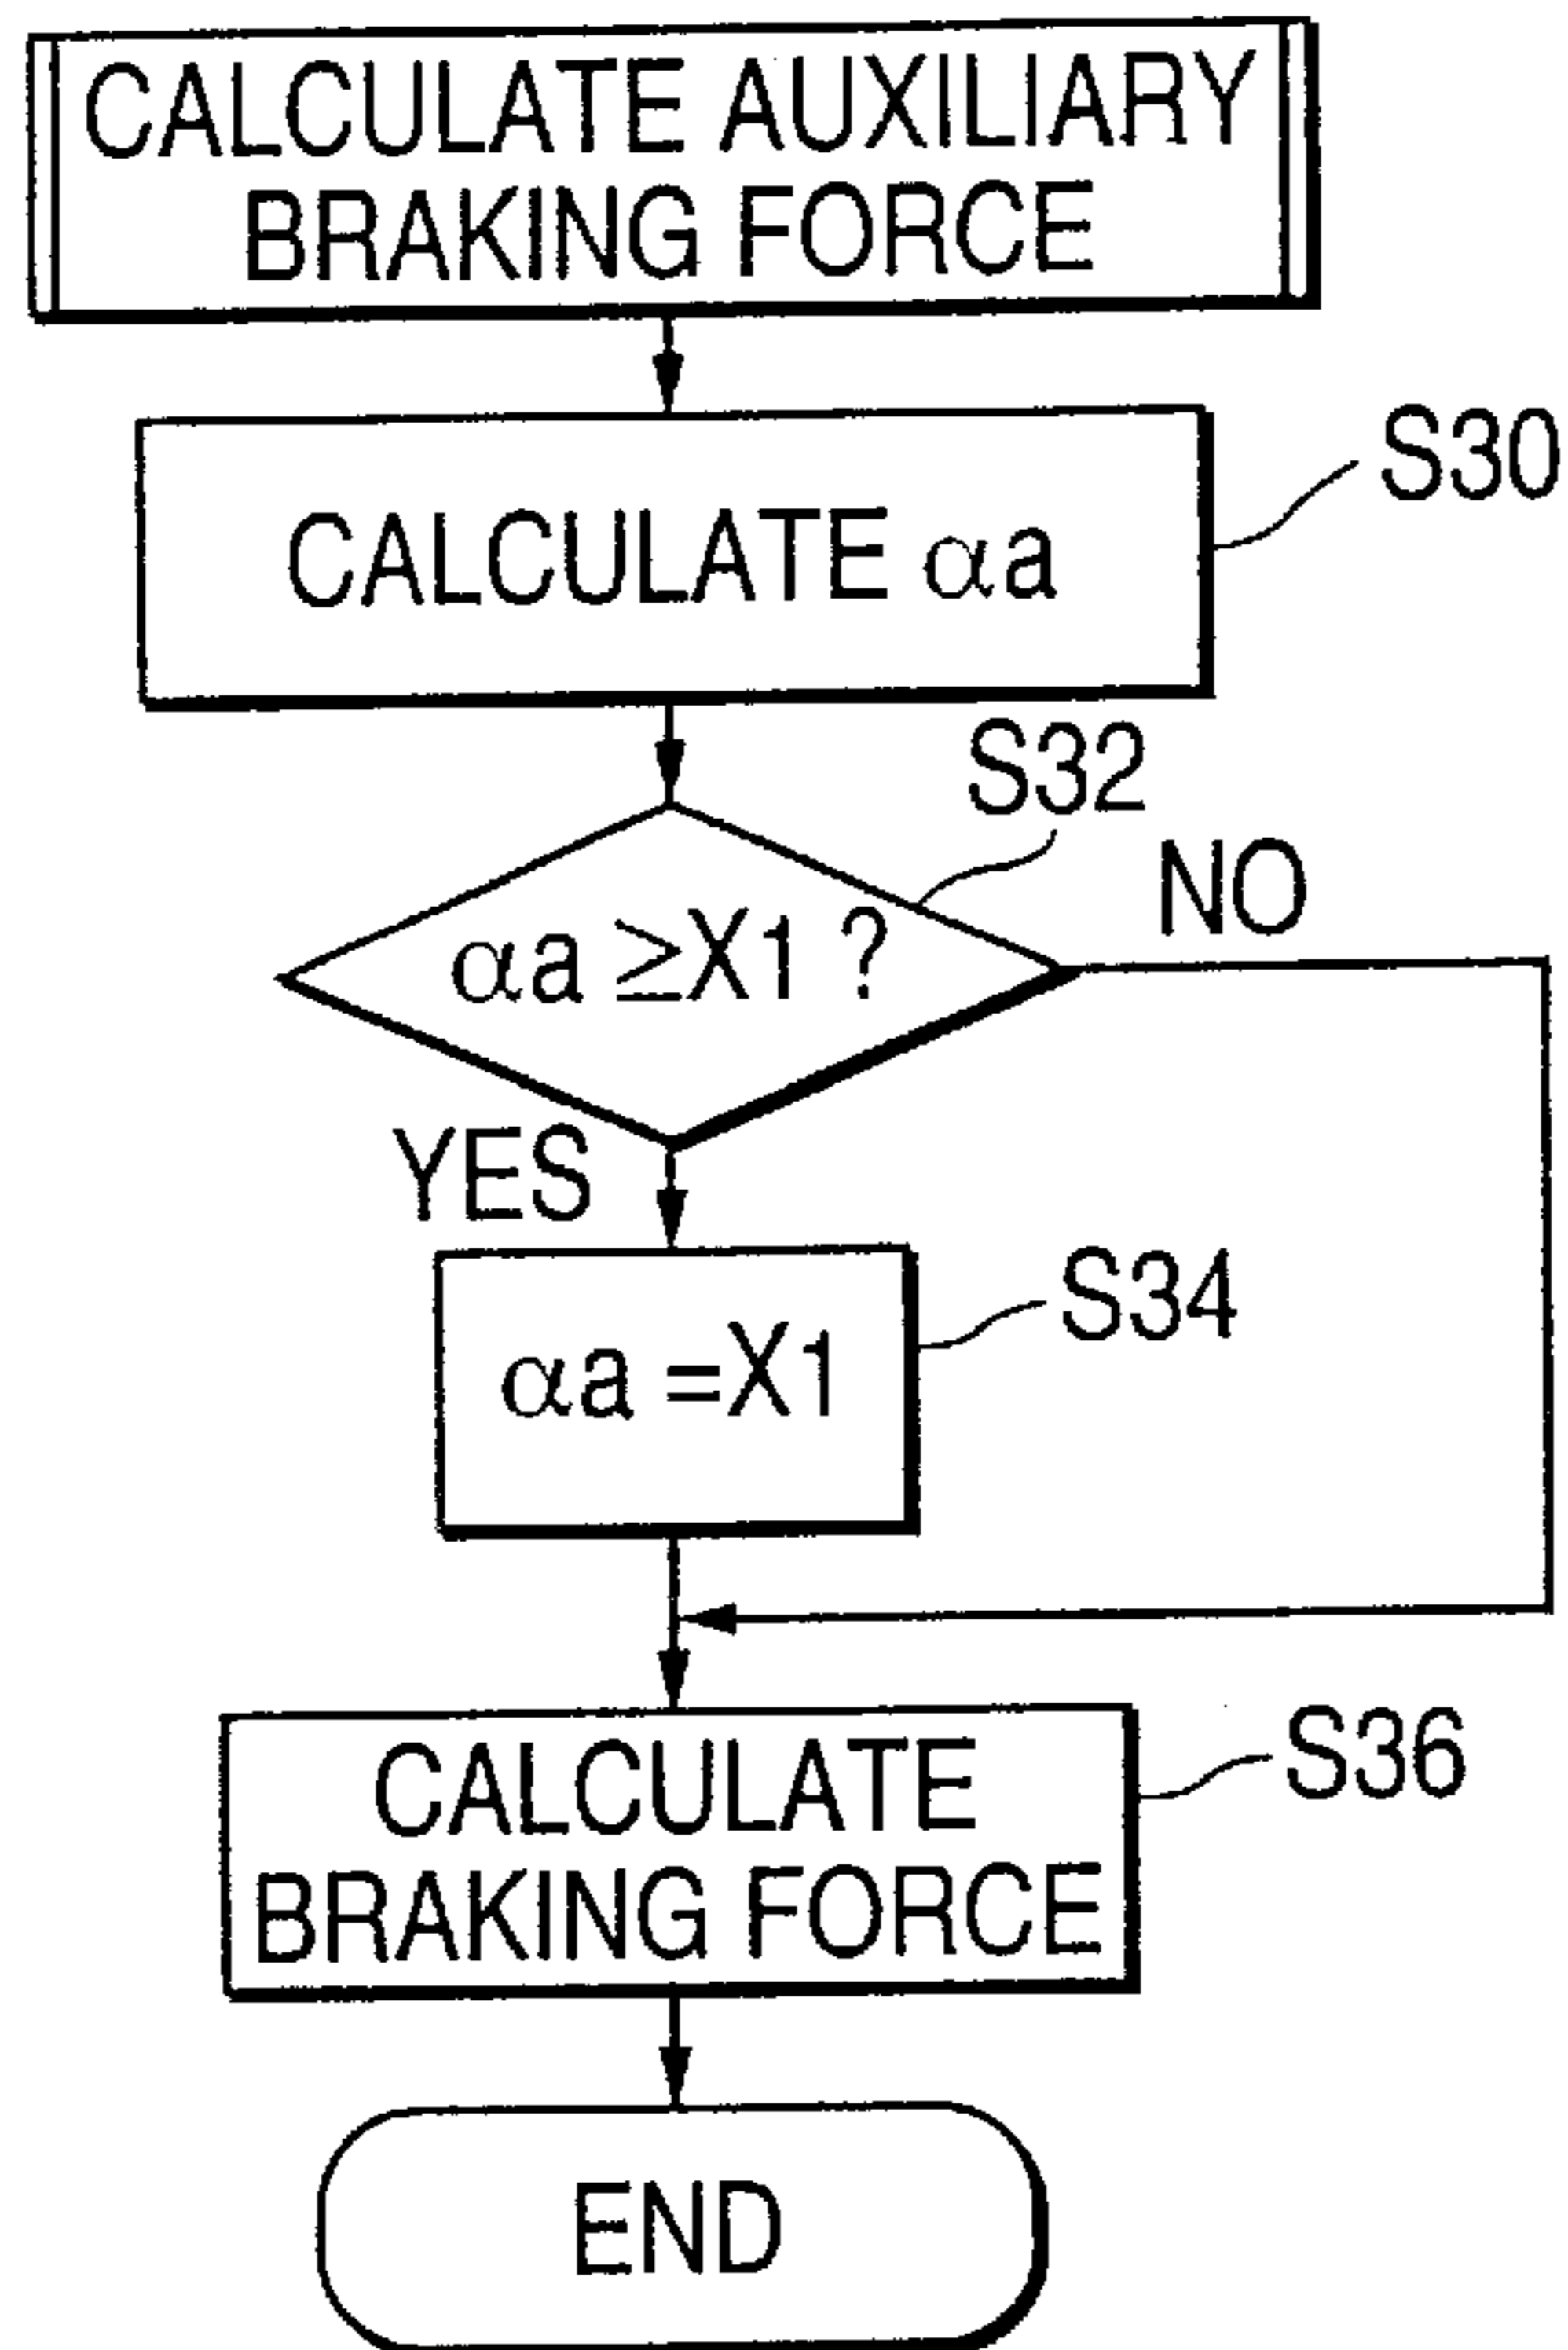 CALCULATE AUXILIARY
BRAKING FORCE
CALCULATE αa
S30
S32
NO
αa ≥X1 ?
YES
S34
αa =X1
S36
CALCULATE
BRAKING FORCE
END